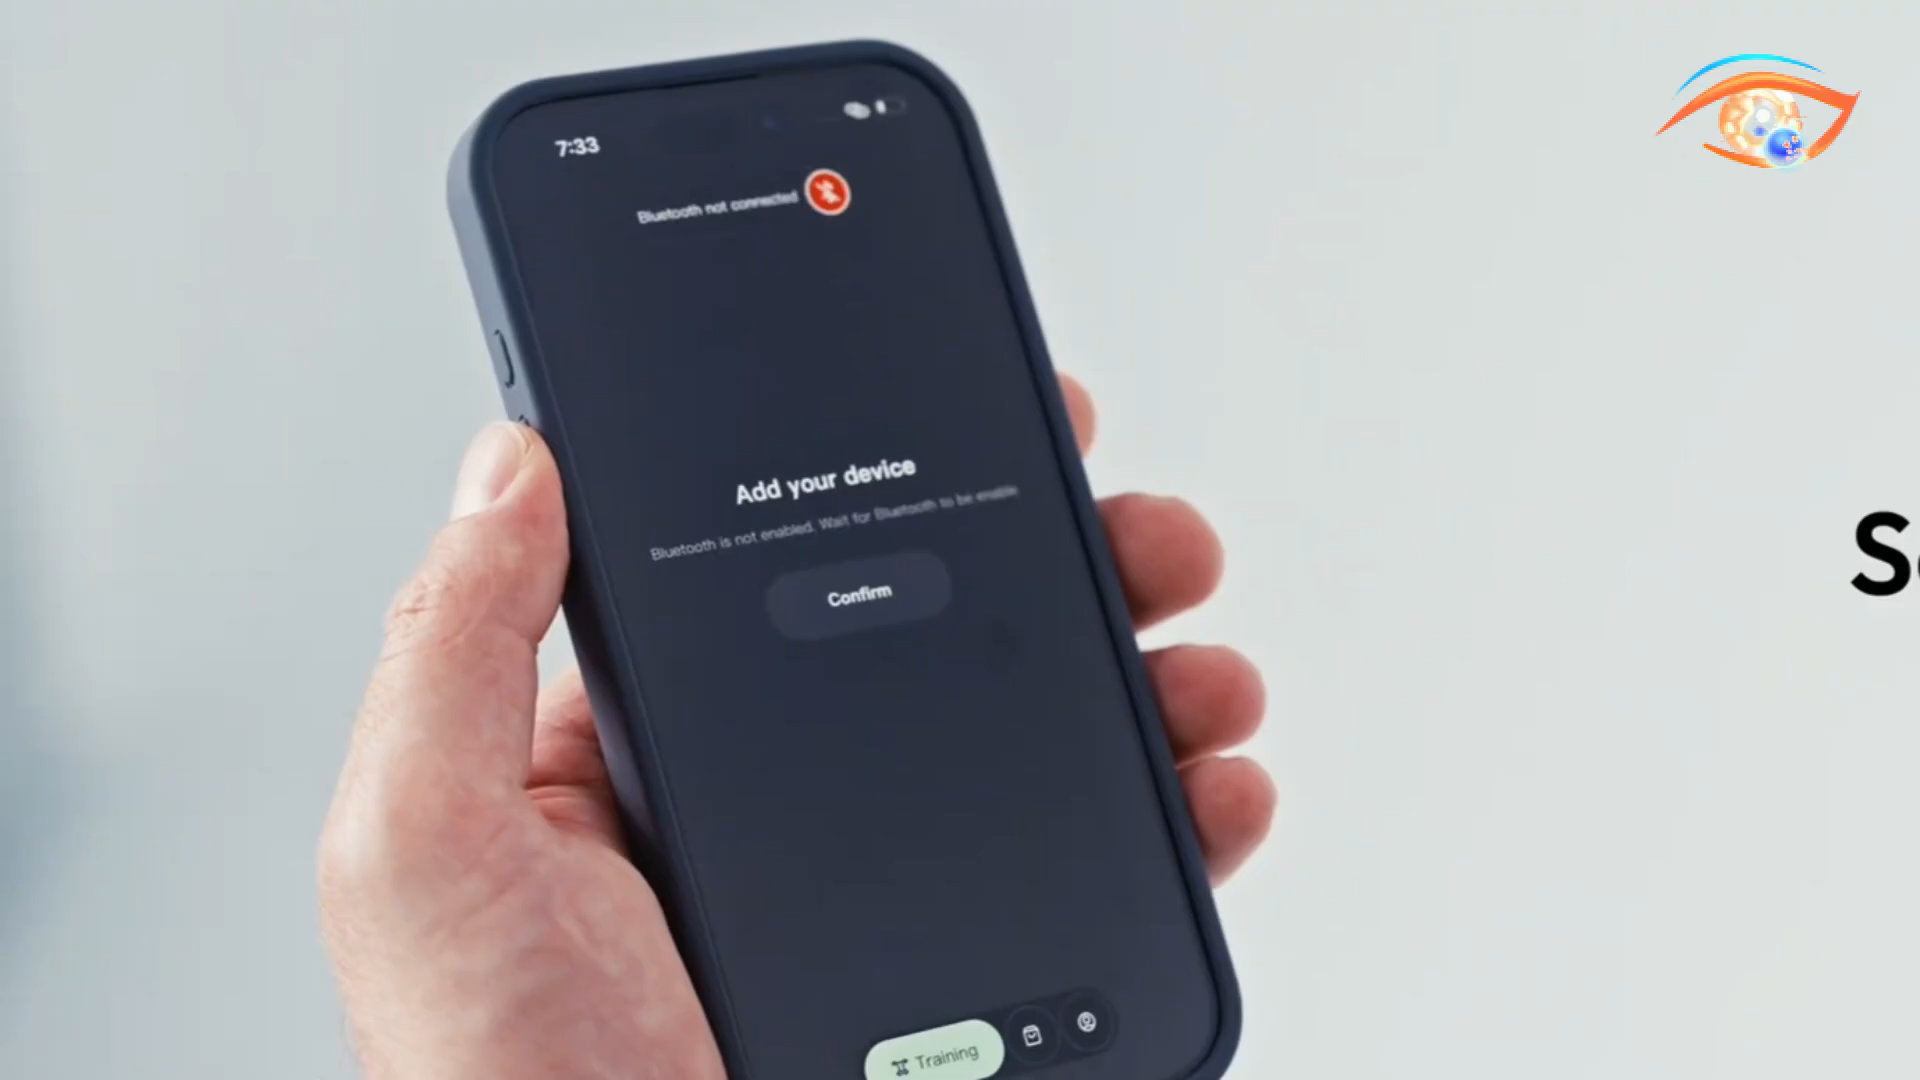 7:33
Bluetooth not connected
Add your device
Bluetooth is not enabled. Wait for Bluetooth to be enable
Confirm
Training